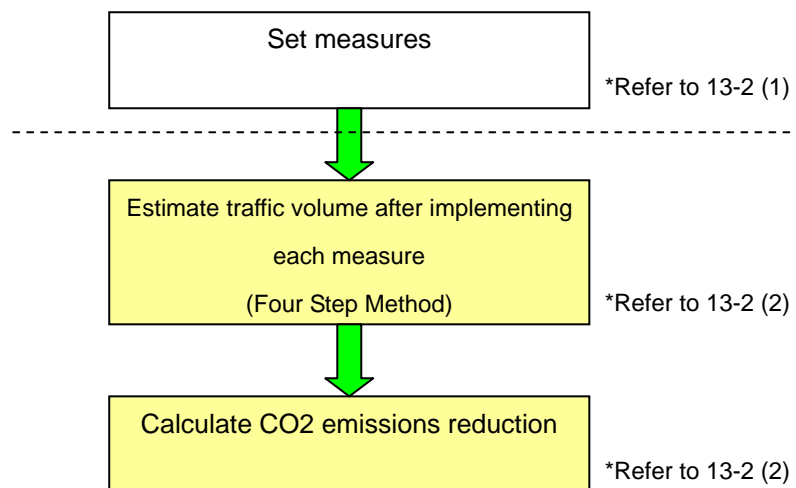 Set measures
*Refer to 13-2 (1)
Estimate traffic volume after implementing
each measure
(Four Step Method)
*Refer to 13-2 (2)
Calculate CO2 emissions reduction
*Refer to 13-2 (2)